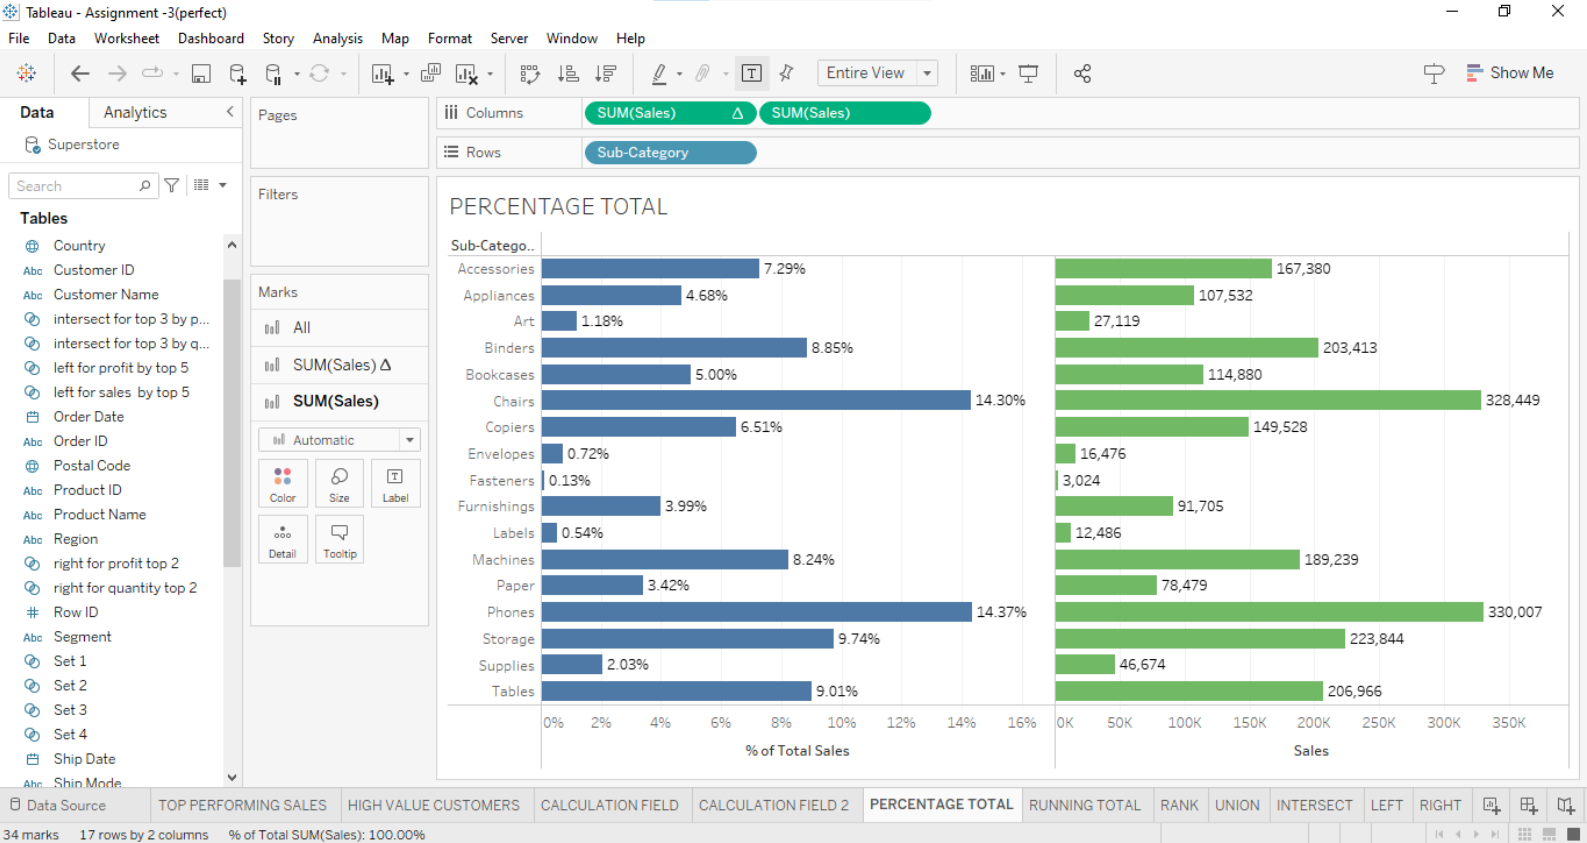 Tableau - Assignment -3(perfect)
File Data Worksheet Dashboard Story Analysis Map Format Server Window Help
Entire View
Show Me
Data Analytics
Superstore
Search
Tables
Country
Abc Customer ID
Abc Customer Name
intersect for top 3 by p...
intersect for top 3 by q...
left for profit by top 5
left for sales by top 5
Order Date
Abc Order ID
Postal Code
Abc Product ID
Abc Product Name
Abc Region
right for profit top 2
right for quantity top 2
# Row ID
Abc Segment
Set 1
Set 2
Set 3
Set 4
Ship Date
Abc Ship Mode
Pages
Filters
Marks
All
SUM(Sales) Δ
SUM(Sales)
Automatic
Color Size Label
Detail Tooltip
Columns SUM(Sales) Δ SUM(Sales)
Rows Sub-Category
PERCENTAGE TOTAL
Sub-Catego..
Accessories 7.29% 167,380
Appliances 4.68% 107,532
Art 1.18% 27,119
Binders 8.85% 203,413
Bookcases 5.00% 114,880
Chairs 14.30% 328,449
Copiers 6.51% 149,528
Envelopes 0.72% 16,476
Fasteners 0.13% 3,024
Furnishings 3.99% 91,705
Labels 0.54% 12,486
Machines 8.24% 189,239
Paper 3.42% 78,479
Phones 14.37% 330,007
Storage 9.74% 223,844
Supplies 2.03% 46,674
Tables 9.01% 206,966
0% 2% 4% 6% 8% 10% 12% 14% 16% 0K 50K 100K 150K 200K 250K 300K 350K
% of Total Sales Sales
Data Source TOP PERFORMING SALES HIGH VALUE CUSTOMERS CALCULATION FIELD CALCULATION FIELD 2 PERCENTAGE TOTAL RUNNING TOTAL RANK UNION INTERSECT LEFT RIGHT
34 marks 17 rows by 2 columns % of Total SUM(Sales): 100.00%